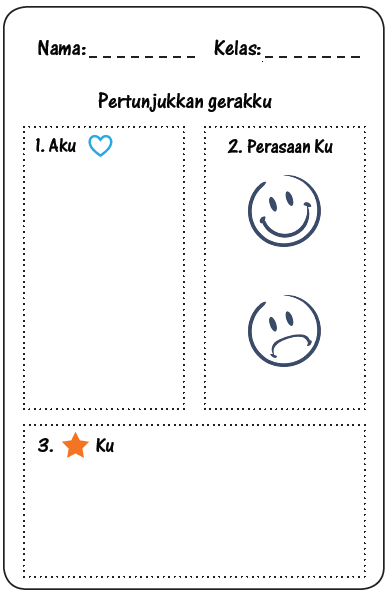 Nama:_ _ _ _ _ _ _ _ Kelas:_ _ _ _ _ _ _
Pertunjukkan gerakku
1. Aku
2. Perasaan Ku
3. Ku